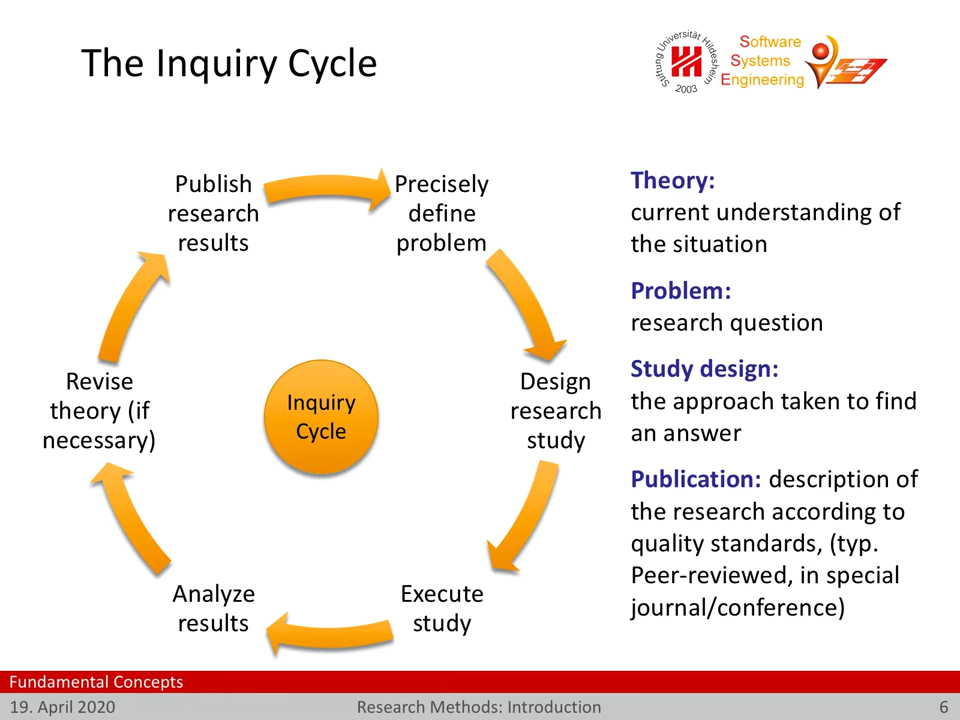 The Inquiry Cycle
Stiftung Universität Hildesheim
2003
Software
Systems
Engineering
Publish
research
results
Precisely
define
problem
Design
research
study
Execute
study
Analyze
results
Revise
theory (if
necessary)
Inquiry
Cycle
Theory:
current understanding of
the situation
Problem:
research question
Study design:
the approach taken to find
an answer
Publication: description of
the research according to
quality standards, (typ.
Peer-reviewed, in special
journal/conference)
Fundamental Concepts
19. April 2020
Research Methods: Introduction
6